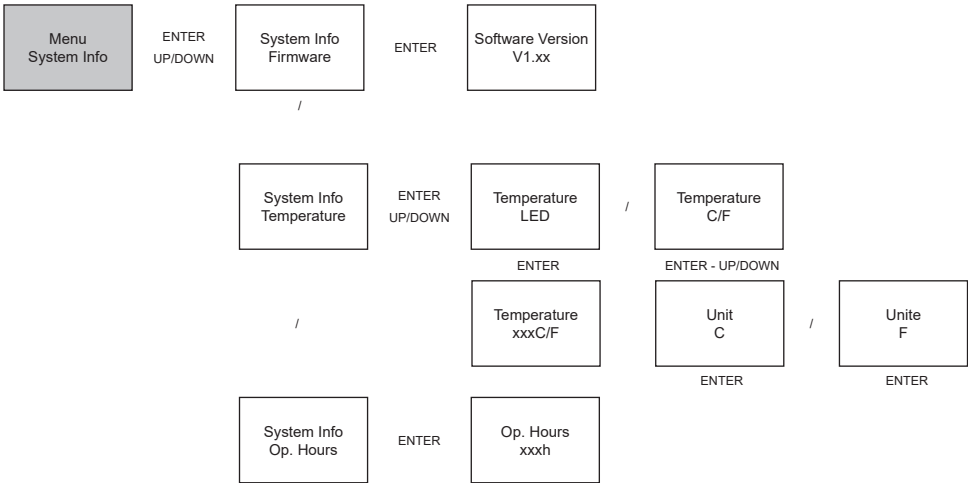 Menu
System Info
ENTER
UP/DOWN
System Info
Firmware
ENTER
Software Version
V1.xx
/
System Info
Temperature
ENTER
UP/DOWN
Temperature
LED
/
Temperature
C/F
ENTER
ENTER - UP/DOWN
/
Temperature
xxxC/F
Unit
C
/
Unite
F
ENTER
ENTER
System Info
Op. Hours
ENTER
Op. Hours
xxxh